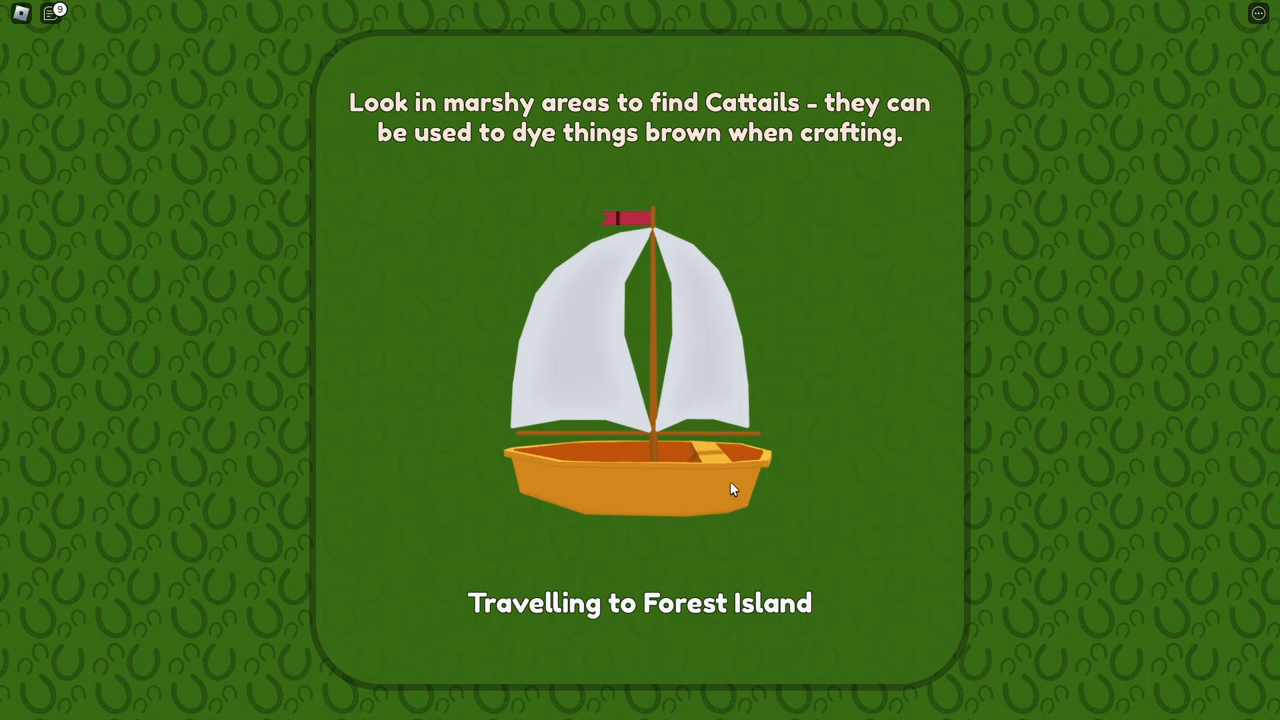 9
Look in marshy areas to find Cattails - they can
be used to dye things brown when crafting.
Travelling to Forest Island